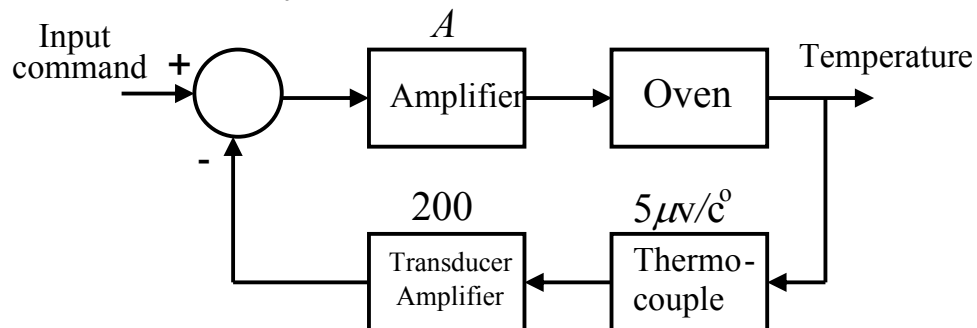 A
Input
command
+
Amplifier
Oven
Temperature
-
200
5μv/c°
Transducer
Amplifier
Thermo-
couple